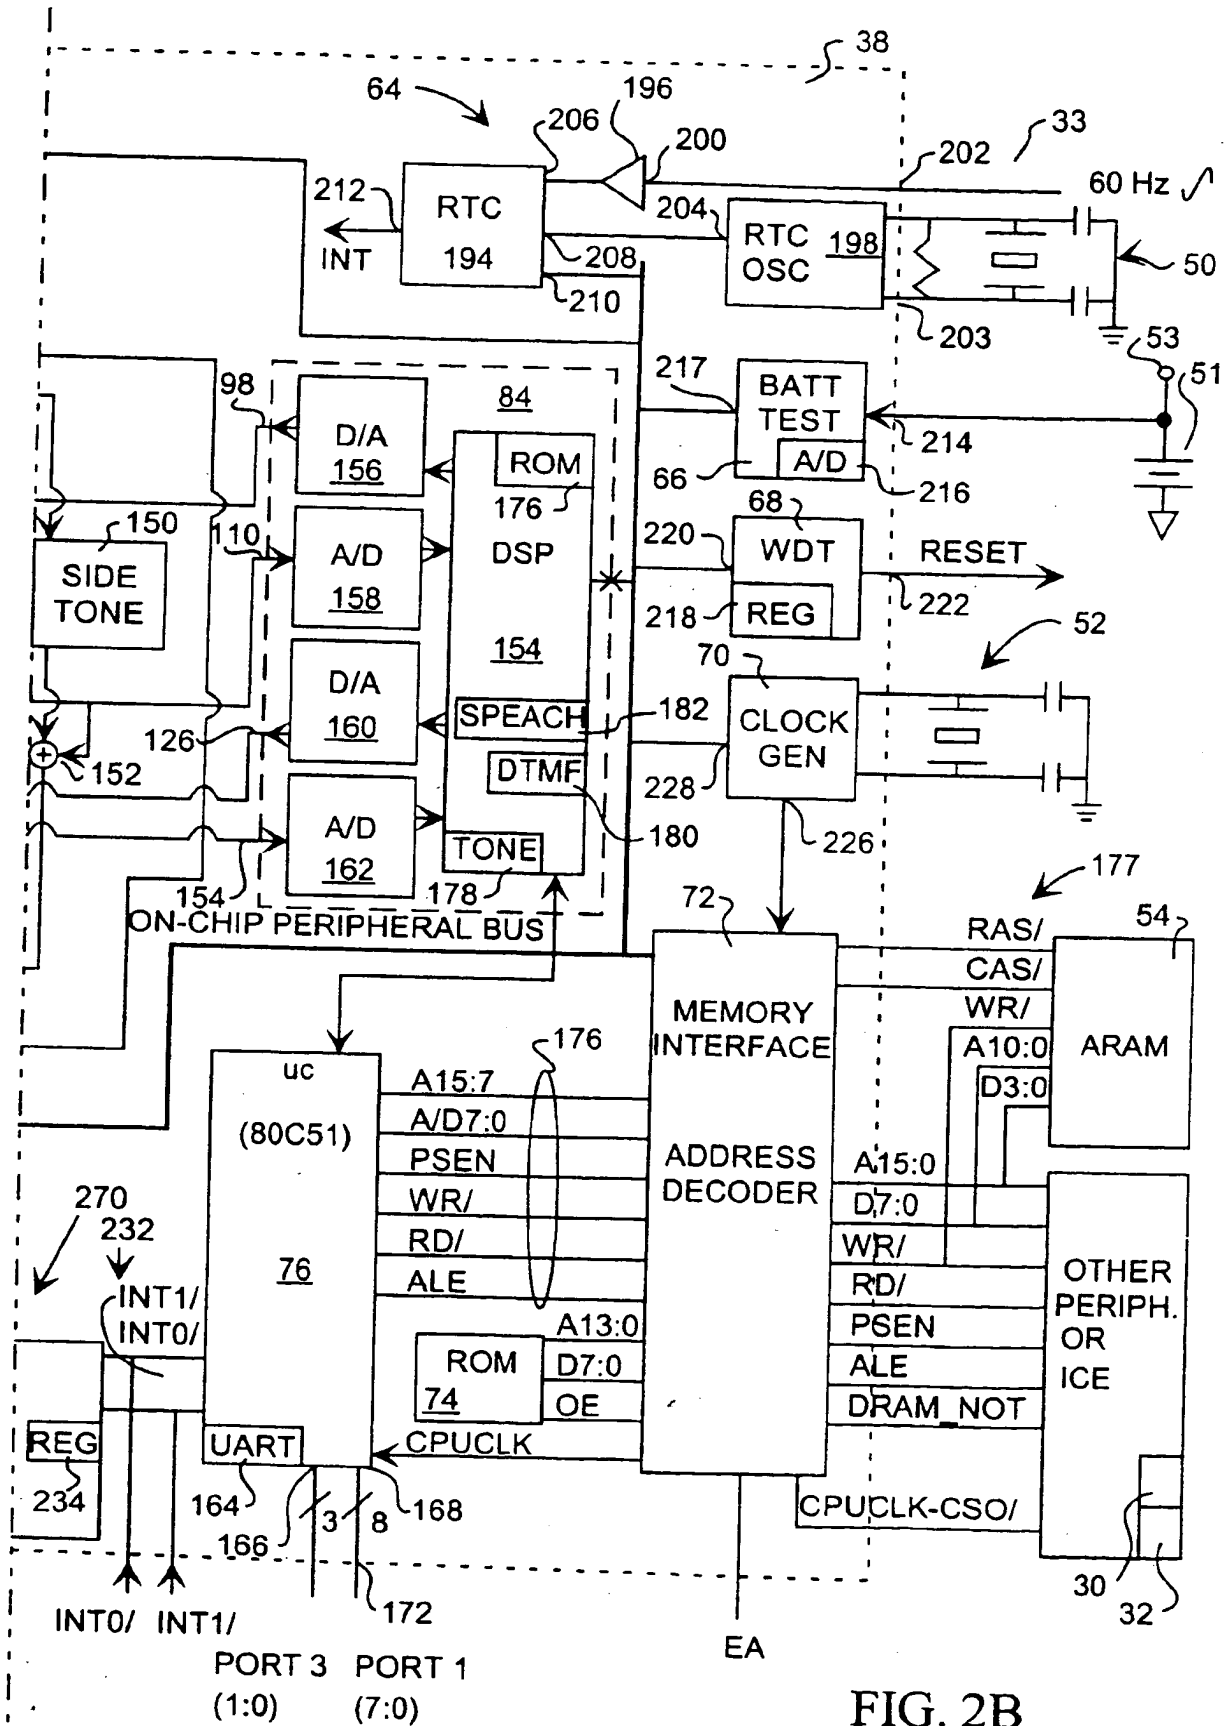 38
64
196
33
206
200
202
60 Hz
212
RTC
194
204
RTC
OSC
198
INT
208
210
50
203
53
51
98
84
217
BATT
TEST
D/A
156
ROM
176
A/D
66
214
216
150
110
SIDE
TONE
A/D
158
DSP
68
220
WDT
RESET
218
REG
222
52
154
70
D/A
160
SPEACH
182
CLOCK
GEN
126
152
DTMF
228
A/D
162
180
226
TONE
154
178
177
72
54
ON-CHIP PERIPHERAL BUS
RAS/
CAS/
WR/
A10:0
D3:0
ARAM
MEMORY
INTERFACE
uc
176
(80C51)
A15:7
A/D7:0
PSEN
WR/
RD/
ALE
ADDRESS
DECODER
A15:0
D7:0
WR/
RD/
PSEN
ALE
DRAM_NOT
270
232
76
INT1/
INT0/
OTHER
PERIPH.
OR
ICE
A13:0
D7:0
OE
ROM
74
REG
UART
CPUCLK
234
164
3
8
168
CPUCLK-CSO/
166
30
32
172
INT0/ INT1/
EA
PORT 3 PORT 1
(1:0) (7:0)
FIG. 2B